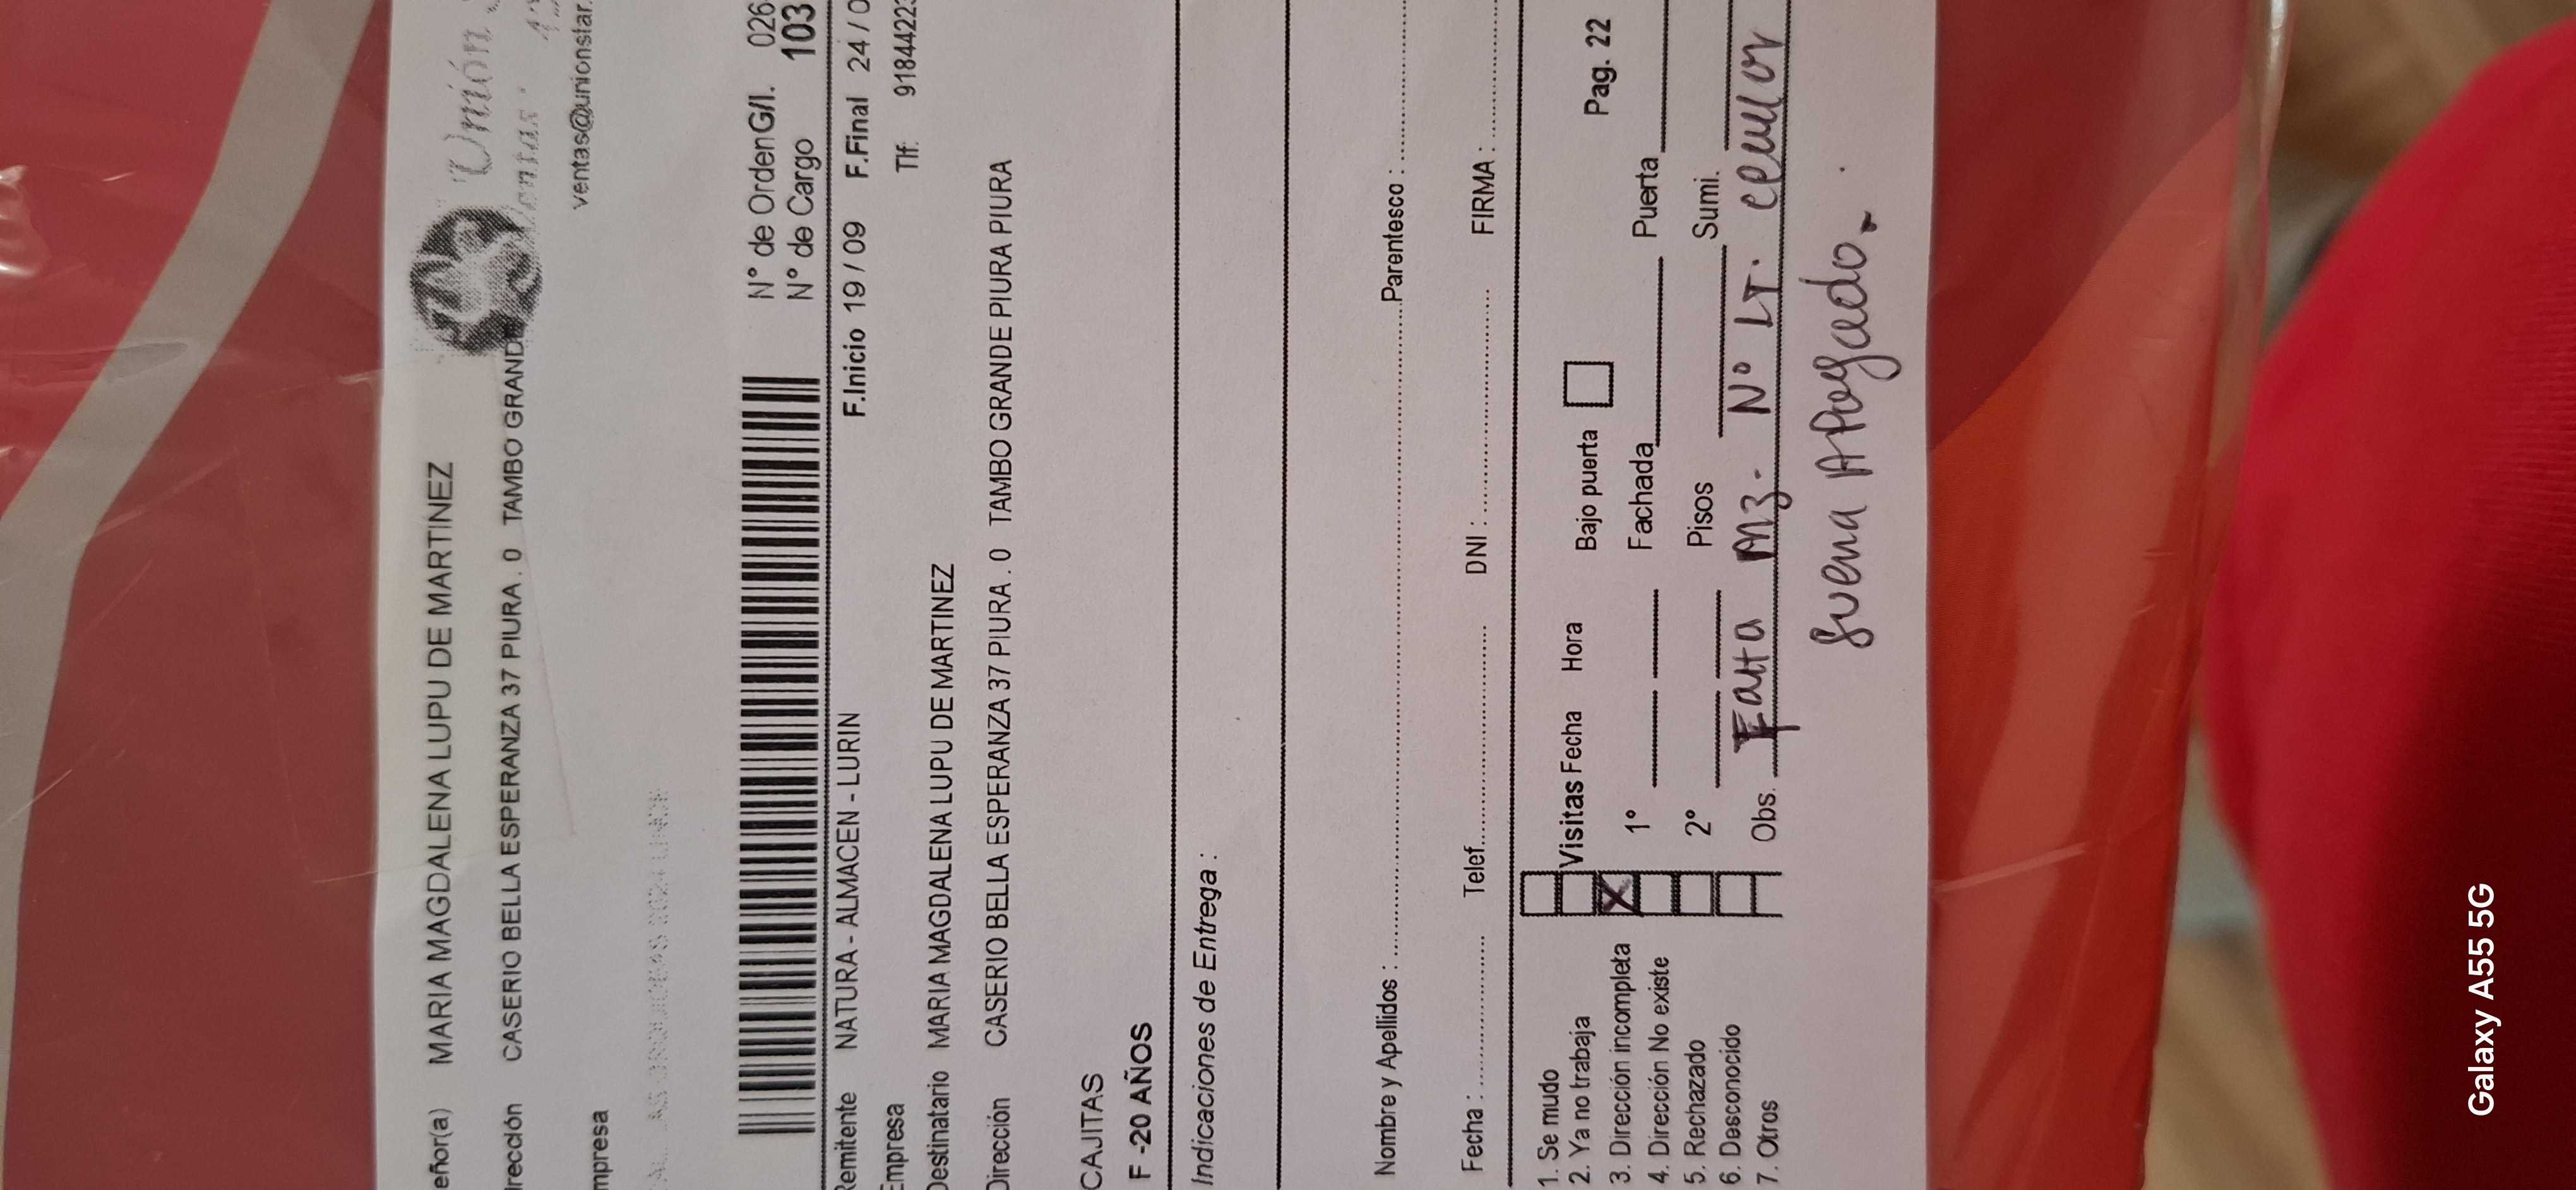 eñor(a) MARIA MAGDALENA LUPU DE MARTINEZ
Unión
irección CASERIO BELLA ESPERANZA 37 PIURA . 0 TAMBO GRANDE
ventas@unionstar.
mpresa
N° de OrdenG/I. 026
N° de Cargo 103
Remitente NATURA - ALMACEN - LURIN F.Inicio 19 / 09 F.Final 24 / 0
Empresa Tlf: 91844223
Destinatario MARIA MAGDALENA LUPU DE MARTINEZ
Dirección CASERIO BELLA ESPERANZA 37 PIURA . 0 TAMBO GRANDE PIURA PIURA
CAJITAS
F -20 AÑOS
Indicaciones de Entrega :
Nombre y Apellidos : Parentesco :
Fecha : Telef. DNI : FIRMA :
1. Se mudo
2. Ya no trabaja Visitas Fecha Hora Bajo puerta Pag. 22
3. Dirección incompleta X 1° Fachada Puerta
4. Dirección No existe
5. Rechazado 2° Pisos Sumi.
6. Desconocido
7. Otros Obs. Falta Mz. N° LT. celular
suena Apagado.
Galaxy A55 5G